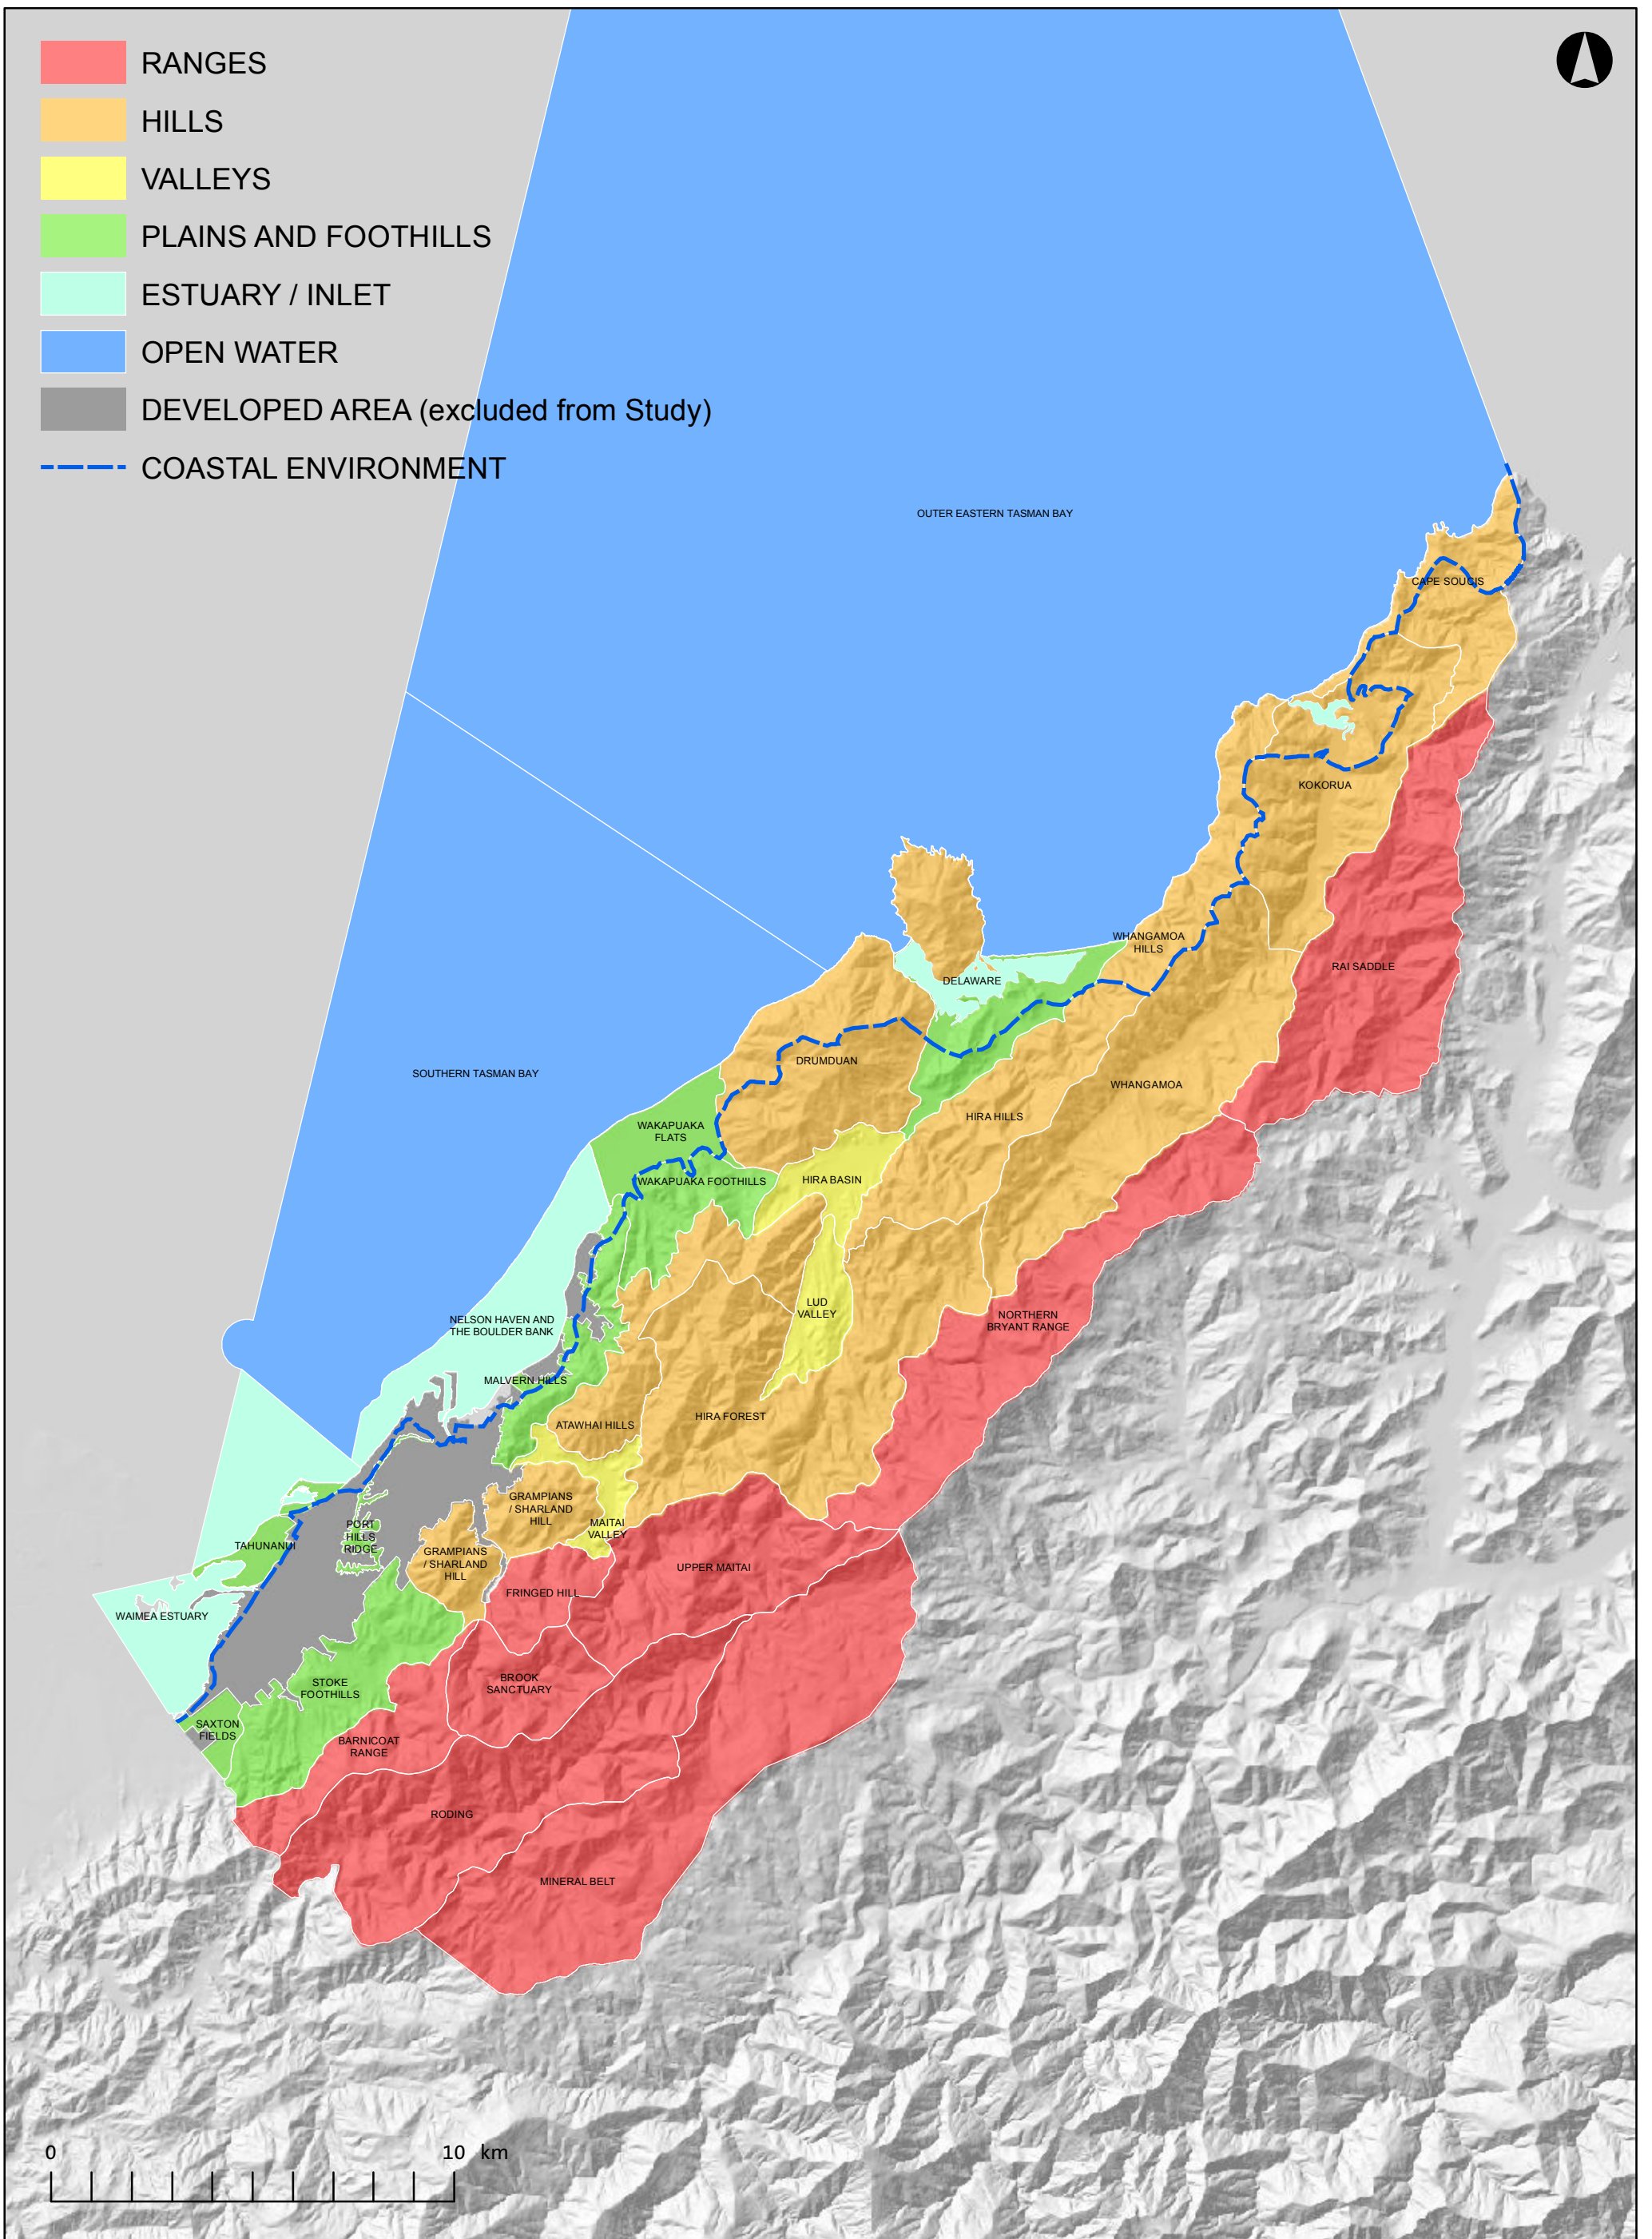 RANGES
HILLS
VALLEYS
PLAINS AND FOOTHILLS
ESTUARY / INLET
OPEN WATER
DEVELOPED AREA (excluded from Study)
COASTAL ENVIRONMENT
OUTER EASTERN TASMAN BAY
CAPE SOUCIS
KOKORUA
WHANGAMOA
HILLS
RAI SADDLE
DELAWARE
DRUMDUAN
SOUTHERN TASMAN BAY
WHANGAMOA
HIRA HILLS
WAKAPUAKA
FLATS
WAKAPUAKA FOOTHILLS
HIRA BASIN
LUD
VALLEY
NORTHERN
BRYANT RANGE
NELSON HAVEN AND
THE BOULDER BANK
MALVERN HILLS
ATAWHAI HILLS
HIRA FOREST
GRAMPIANS
/ SHARLAND
HILL
MAITAI
VALLEY
PORT
HILLS
RIDGE
TAHUNANUI
GRAMPIANS
/ SHARLAND
HILL
UPPER MAITAI
FRINGED HILL
WAIMEA ESTUARY
BROOK
SANCTUARY
STOKE
FOOTHILLS
SAXTON
FIELDS
BARNICOAT
RANGE
RODING
MINERAL BELT
0 10 km